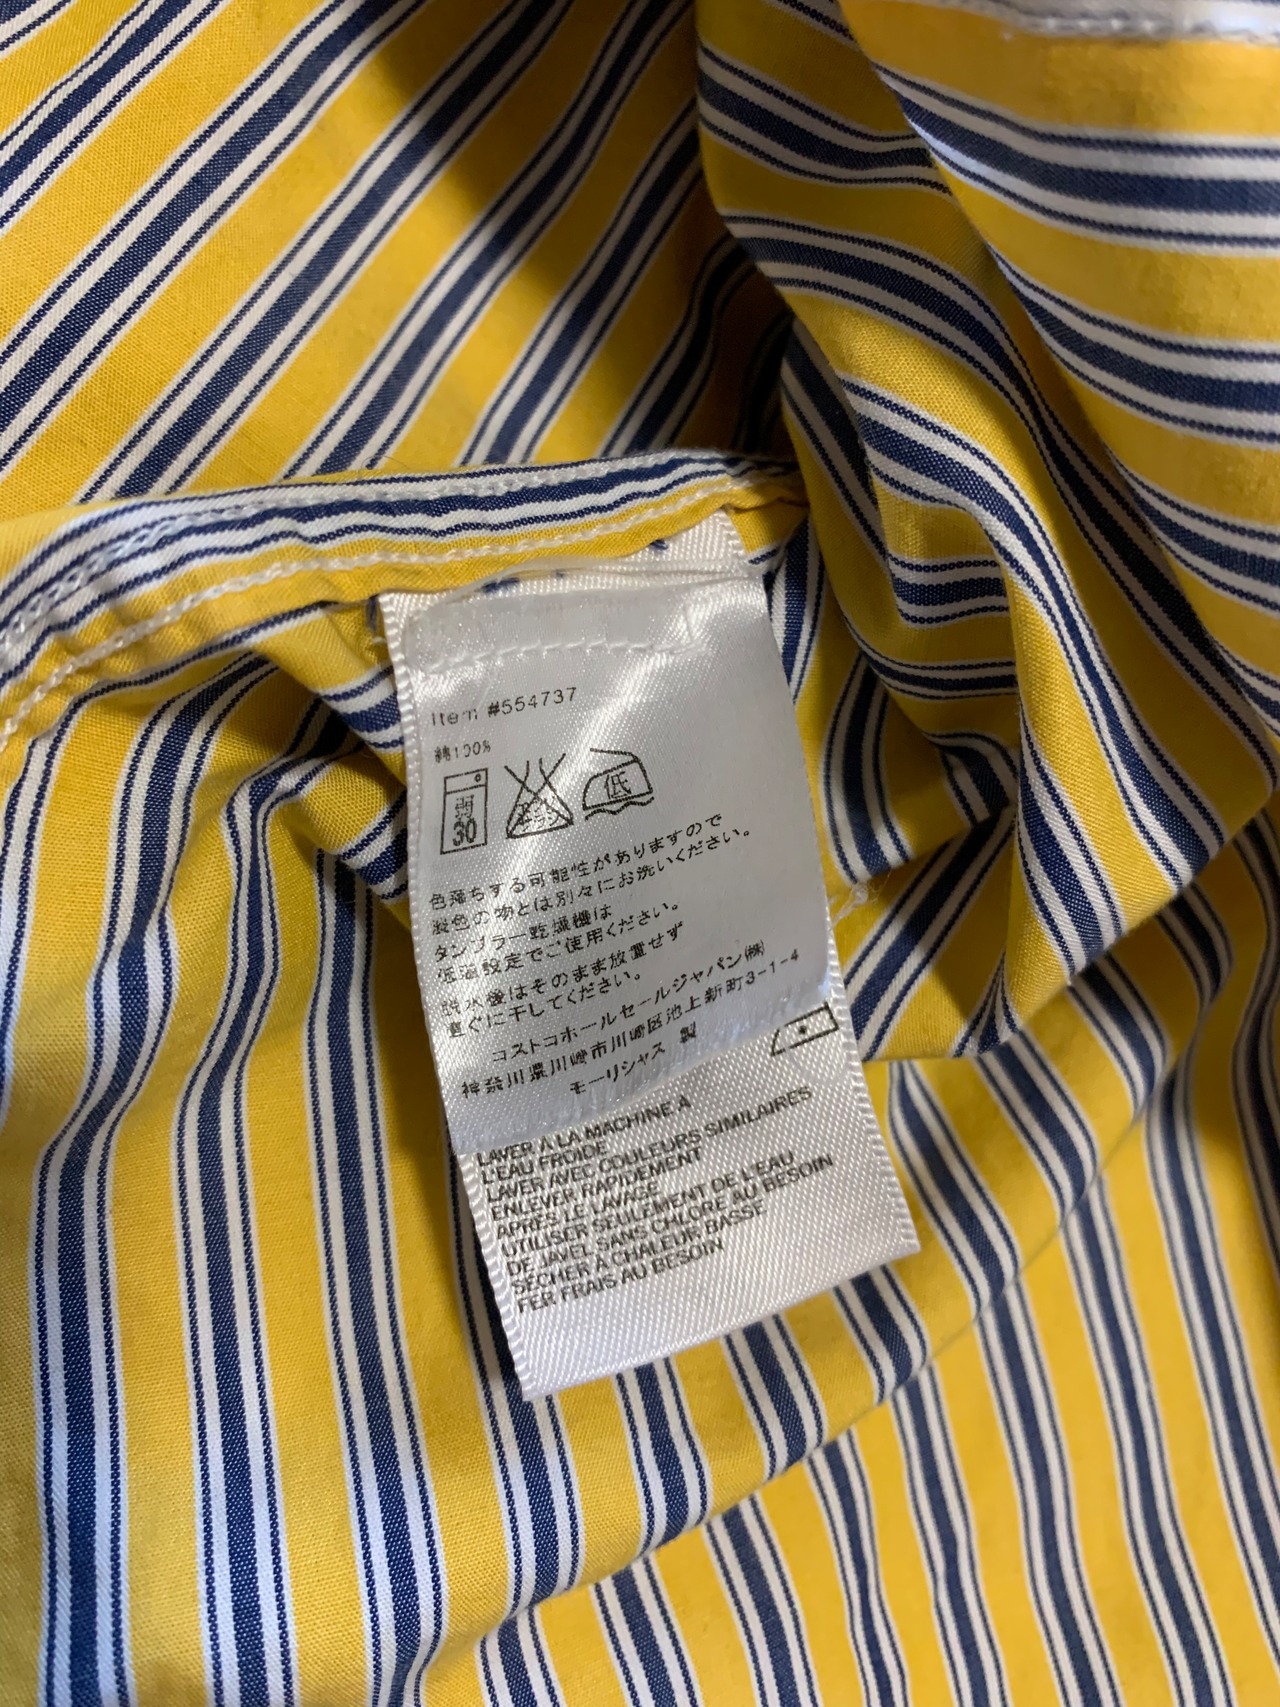 Item #554737
綿100%
弱
30
エンソ
サラシ
低
色落ちする可能性がありますので
淡色の物とは別々にお洗いください。
タンブラー乾燥機は
低温設定でご使用ください。
脱水後はそのまま放置せず
直ぐに干してください。
コストコホールセールジャパン㈱
神奈川県川崎市川崎区池上新町3-1-4
モーリシャス 製
LAVER À LA MACHINE À
L'EAU FROIDE
LAVER AVEC COULEURS SIMILAIRES
ENLEVER RAPIDEMENT
APRÈS LE LAVAGE
UTILISER SEULEMENT DE L'EAU
DE JAVEL SANS CHLORE AU BESOIN
SÉCHER À CHALEUR BASSE
FER FRAIS AU BESOIN